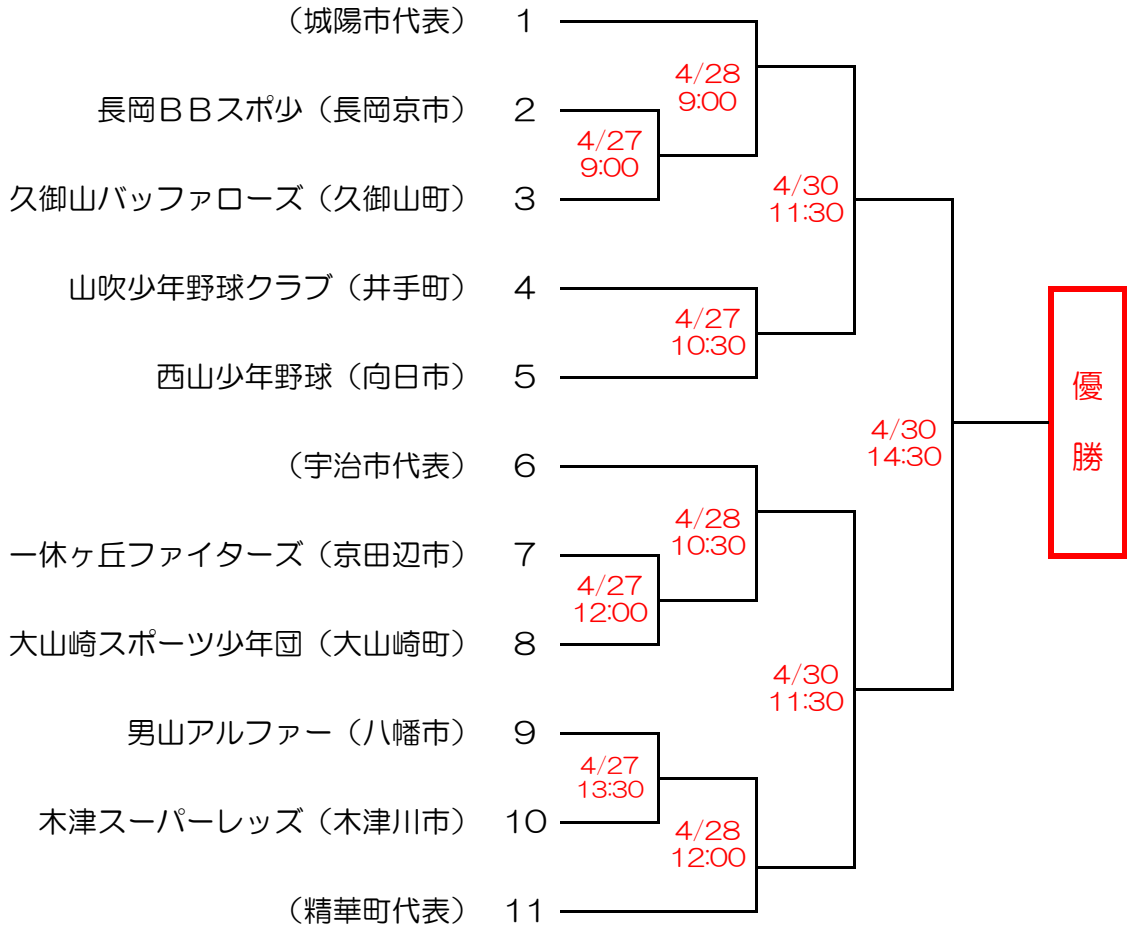 （城陽市代表） 1
4/28
9:00
長岡ＢＢスポ少（長岡京市） 2
4/27
9:00
久御山バッファローズ（久御山町） 3
4/30
11:30
山吹少年野球クラブ（井手町） 4
4/27
10:30
西山少年野球（向日市） 5
優
勝
4/30
14:30
（宇治市代表） 6
4/28
10:30
一休ヶ丘ファイターズ（京田辺市） 7
4/27
12:00
大山崎スポーツ少年団（大山崎町） 8
4/30
11:30
男山アルファー（八幡市） 9
4/27
13:30
木津スーパーレッズ（木津川市） 10
4/28
12:00
（精華町代表） 11